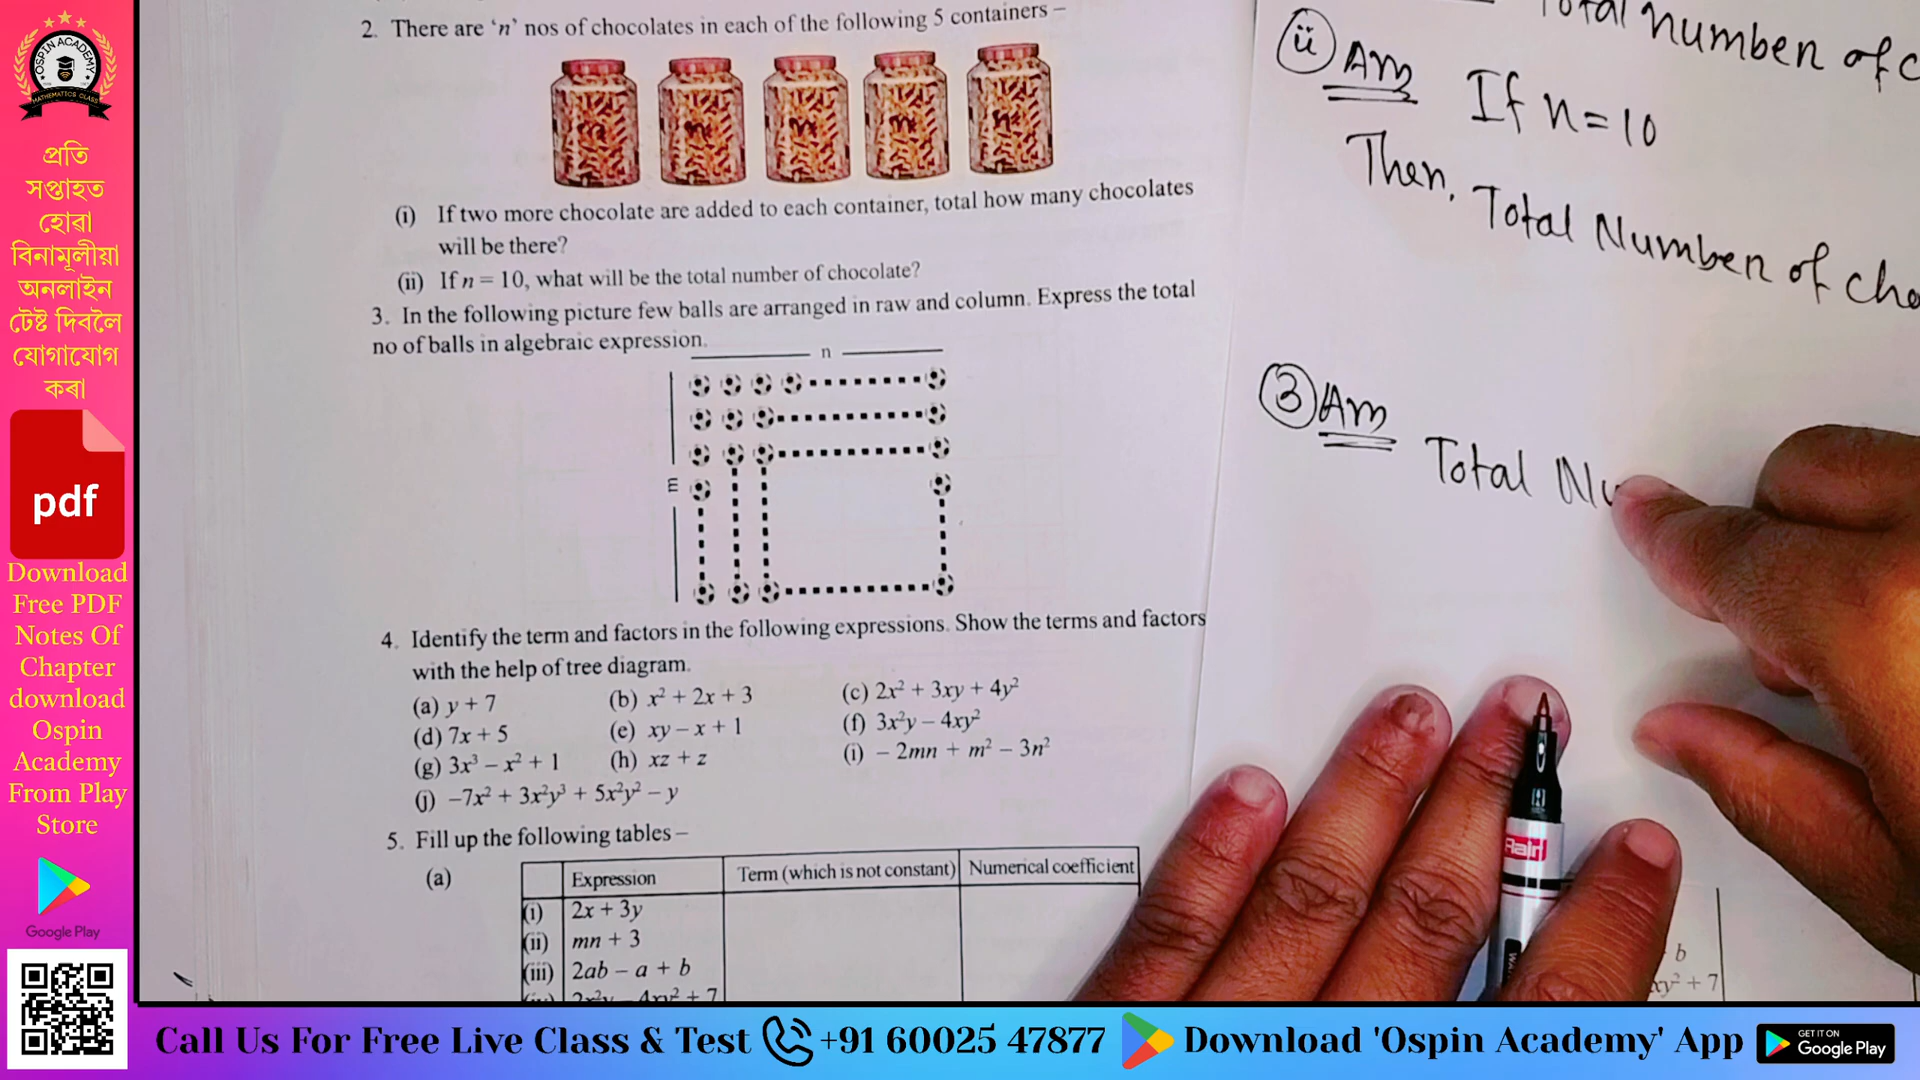 OSPIN ACADEMY
MATHEMATICS CLASS
প্ৰতি
সপ্তাহত
হোৱা
বিনামূলীয়া
অনলাইন
টেষ্ট দিবলৈ
যোগাযোগ
কৰা
pdf
Download
Free PDF
Notes Of
Chapter
download
Ospin
Academy
From Play
Store
Google Play
2. There are ‘n’ nos of chocolates in each of the following 5 containers –
(i) If two more chocolate are added to each container, total how many chocolates
will be there?
(ii) If n = 10, what will be the total number of chocolate?
3. In the following picture few balls are arranged in raw and column. Express the total
no of balls in algebraic expression.
n
m
4. Identify the term and factors in the following expressions. Show the terms and factors
with the help of tree diagram.
(a) y + 7 (b) x² + 2x + 3 (c) 2x² + 3xy + 4y²
(d) 7x + 5 (e) xy – x + 1 (f) 3x²y – 4xy²
(g) 3x³ – x² + 1 (h) xz + z (i) – 2mn + m² – 3n²
(j) –7x² + 3x²y³ + 5x²y² – y
5. Fill up the following tables –
(a) Expression Term (which is not constant) Numerical coefficient
(i) 2x + 3y
(ii) mn + 3
(iii) 2ab – a + b
Total number of c
(ii) Ans If n = 10
Then, Total Number of cho
(3) Ans
Total Nu
b
xy² + 7
Flair
Call Us For Free Live Class & Test +91 60025 47877 Download 'Ospin Academy' App
GET IT ON
Google Play